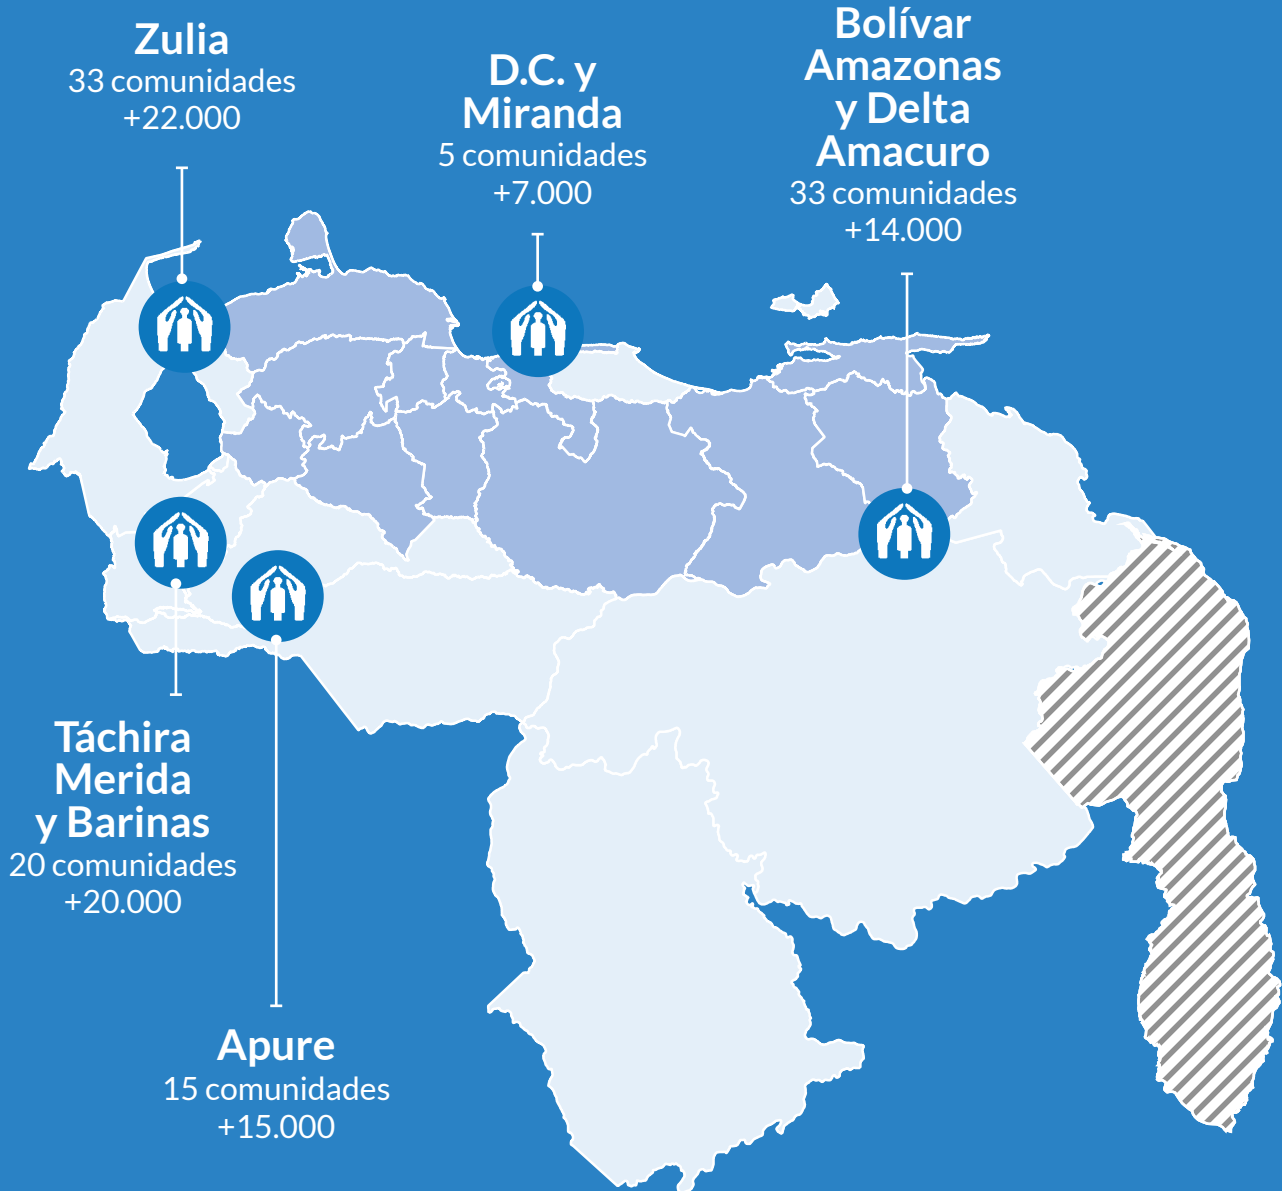 Zulia
33 comunidades
+22.000
D.C. y
Miranda
5 comunidades
+7.000
Bolívar
Amazonas
y Delta
Amacuro
33 comunidades
+14.000
Táchira
Merida
y Barinas
20 comunidades
+20.000
Apure
15 comunidades
+15.000